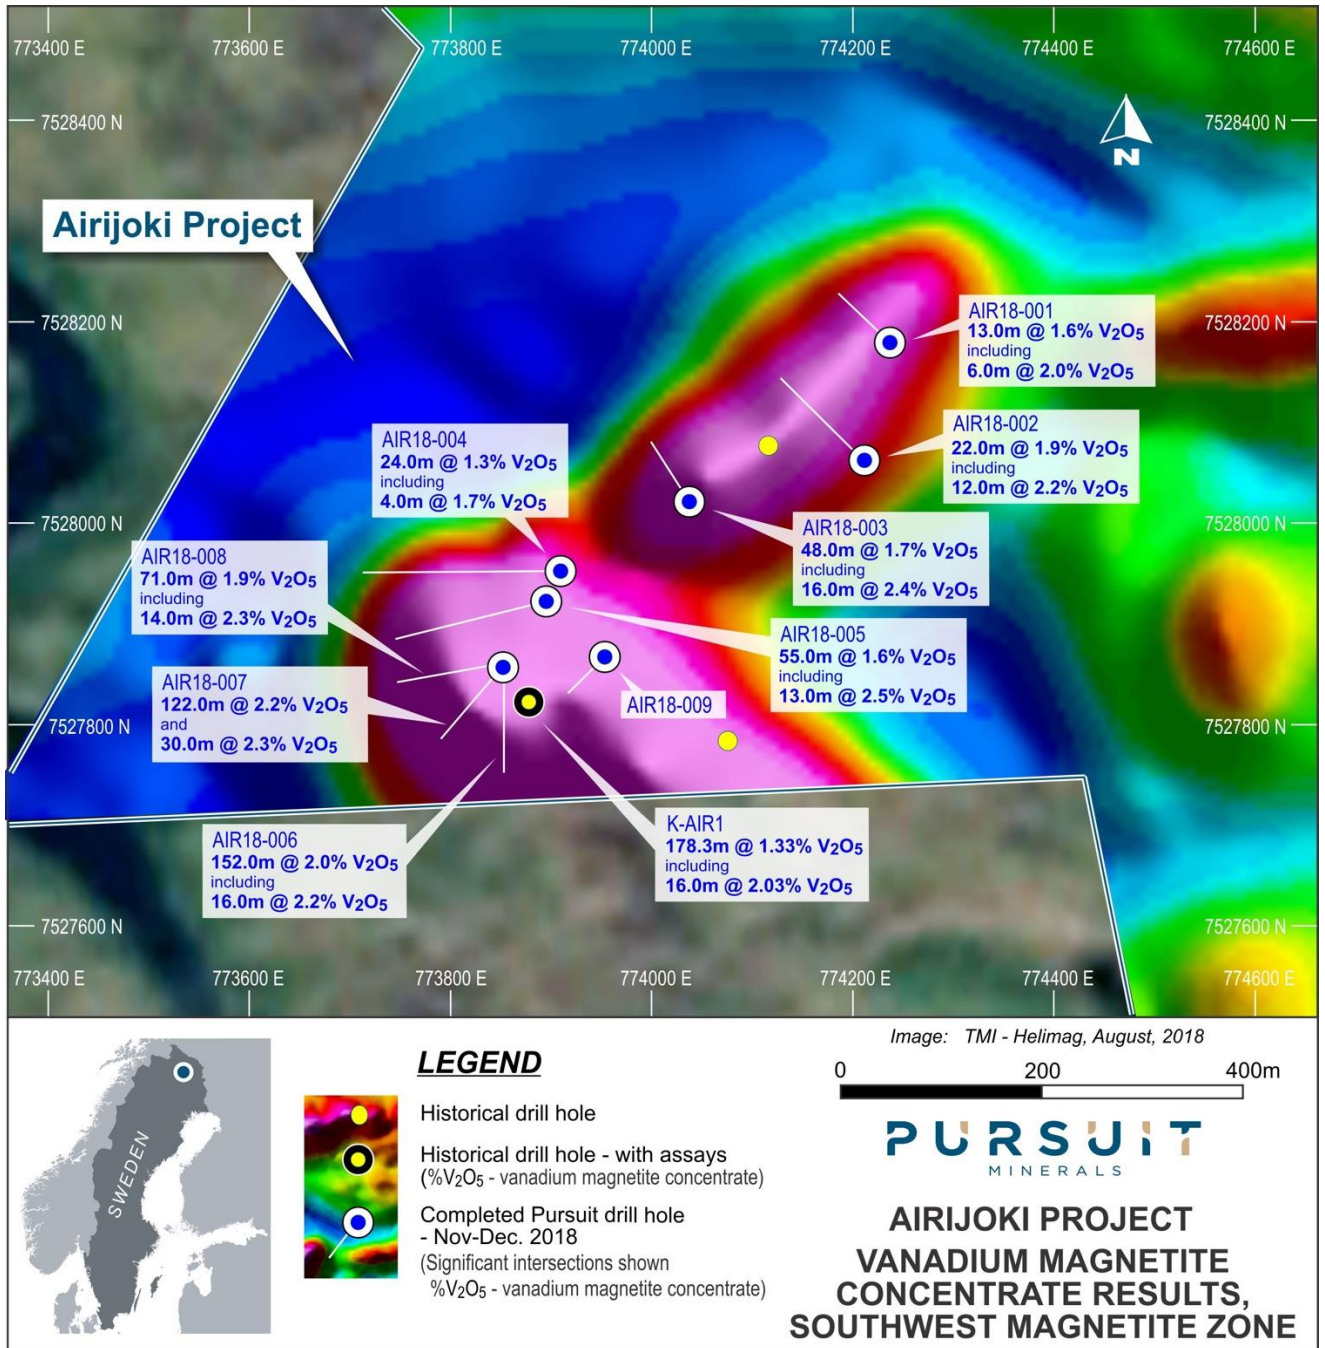 773400 E
773600 E
773800 E
774000 E
774200 E
774400 E
774600 E
7528400 N
7528400 N
N
Airijoki Project
7528200 N
7528200 N
AIR18-001
13.0m @ 1.6% V₂O₅
including
6.0m @ 2.0% V₂O₅
AIR18-002
22.0m @ 1.9% V₂O₅
including
12.0m @ 2.2% V₂O₅
AIR18-004
24.0m @ 1.3% V₂O₅
including
4.0m @ 1.7% V₂O₅
7528000 N
7528000 N
AIR18-003
48.0m @ 1.7% V₂O₅
including
16.0m @ 2.4% V₂O₅
AIR18-008
71.0m @ 1.9% V₂O₅
including
14.0m @ 2.3% V₂O₅
AIR18-005
55.0m @ 1.6% V₂O₅
including
13.0m @ 2.5% V₂O₅
AIR18-007
122.0m @ 2.2% V₂O₅
and
30.0m @ 2.3% V₂O₅
AIR18-009
7527800 N
7527800 N
AIR18-006
152.0m @ 2.0% V₂O₅
including
16.0m @ 2.2% V₂O₅
K-AIR1
178.3m @ 1.33% V₂O₅
including
16.0m @ 2.03% V₂O₅
7527600 N
7527600 N
773400 E
773600 E
773800 E
774000 E
774200 E
774400 E
774600 E
SWEDEN
LEGEND
Historical drill hole
Historical drill hole - with assays
(%V₂O₅ - vanadium magnetite concentrate)
Completed Pursuit drill hole
- Nov-Dec. 2018
(Significant intersections shown
%V₂O₅ - vanadium magnetite concentrate)
Image: TMI - Helimag, August, 2018
0
200
400m
PURSUIT
MINERALS
AIRIJOKI PROJECT
VANADIUM MAGNETITE
CONCENTRATE RESULTS,
SOUTHWEST MAGNETITE ZONE